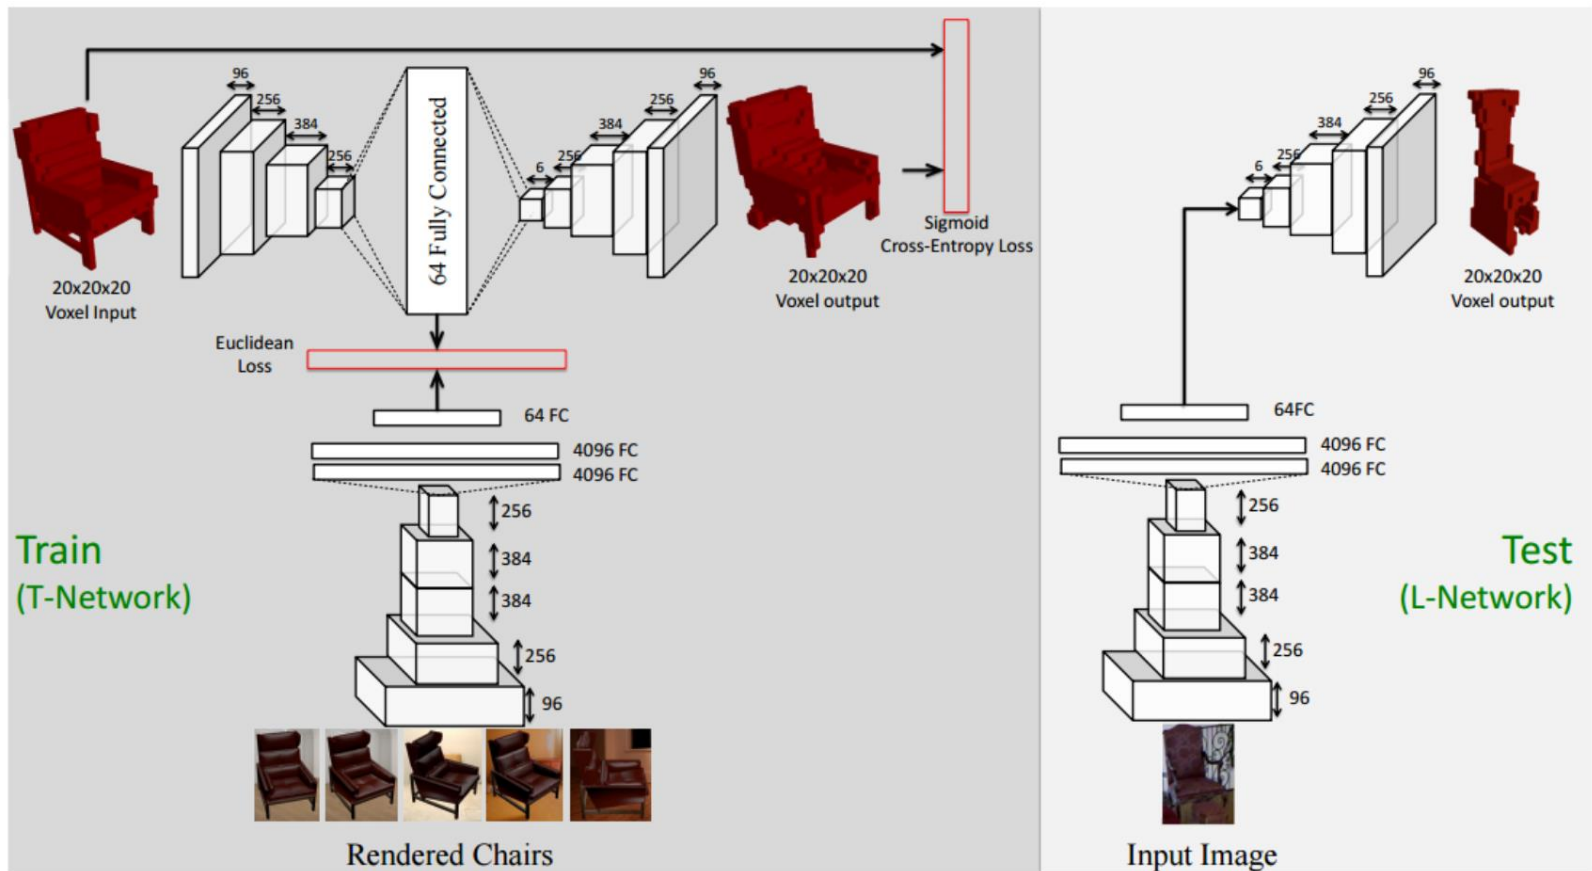 96
256
384
256
64 Fully Connected
6
256
384
256
96
20x20x20
Voxel Input
20x20x20
Voxel output
Sigmoid
Cross-Entropy Loss
Euclidean
Loss
64 FC
4096 FC
4096 FC
256
384
384
256
96
Train
(T-Network)
Rendered Chairs
6
256
384
256
96
20x20x20
Voxel output
64FC
4096 FC
4096 FC
256
384
384
256
96
Test
(L-Network)
Input Image